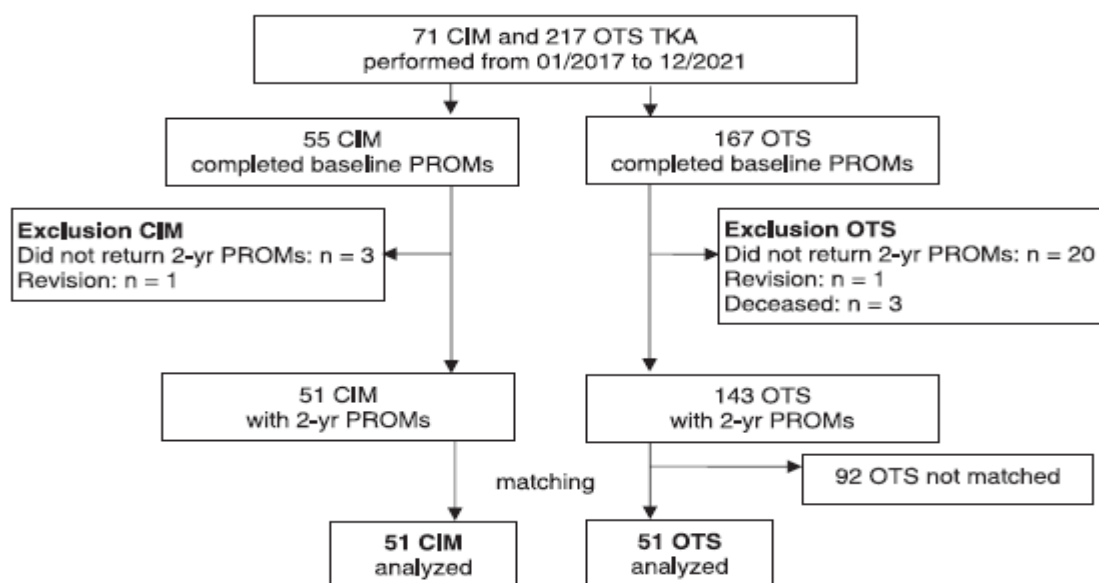 71 CIM and 217 OTS TKA
performed from 01/2017 to 12/2021
55 CIM
completed baseline PROMs
167 OTS
completed baseline PROMs
Exclusion CIM
Did not return 2-yr PROMs: n = 3
Revision: n = 1
Exclusion OTS
Did not return 2-yr PROMs: n = 20
Revision: n = 1
Deceased: n = 3
51 CIM
with 2-yr PROMs
143 OTS
with 2-yr PROMs
92 OTS not matched
matching
51 CIM
analyzed
51 OTS
analyzed